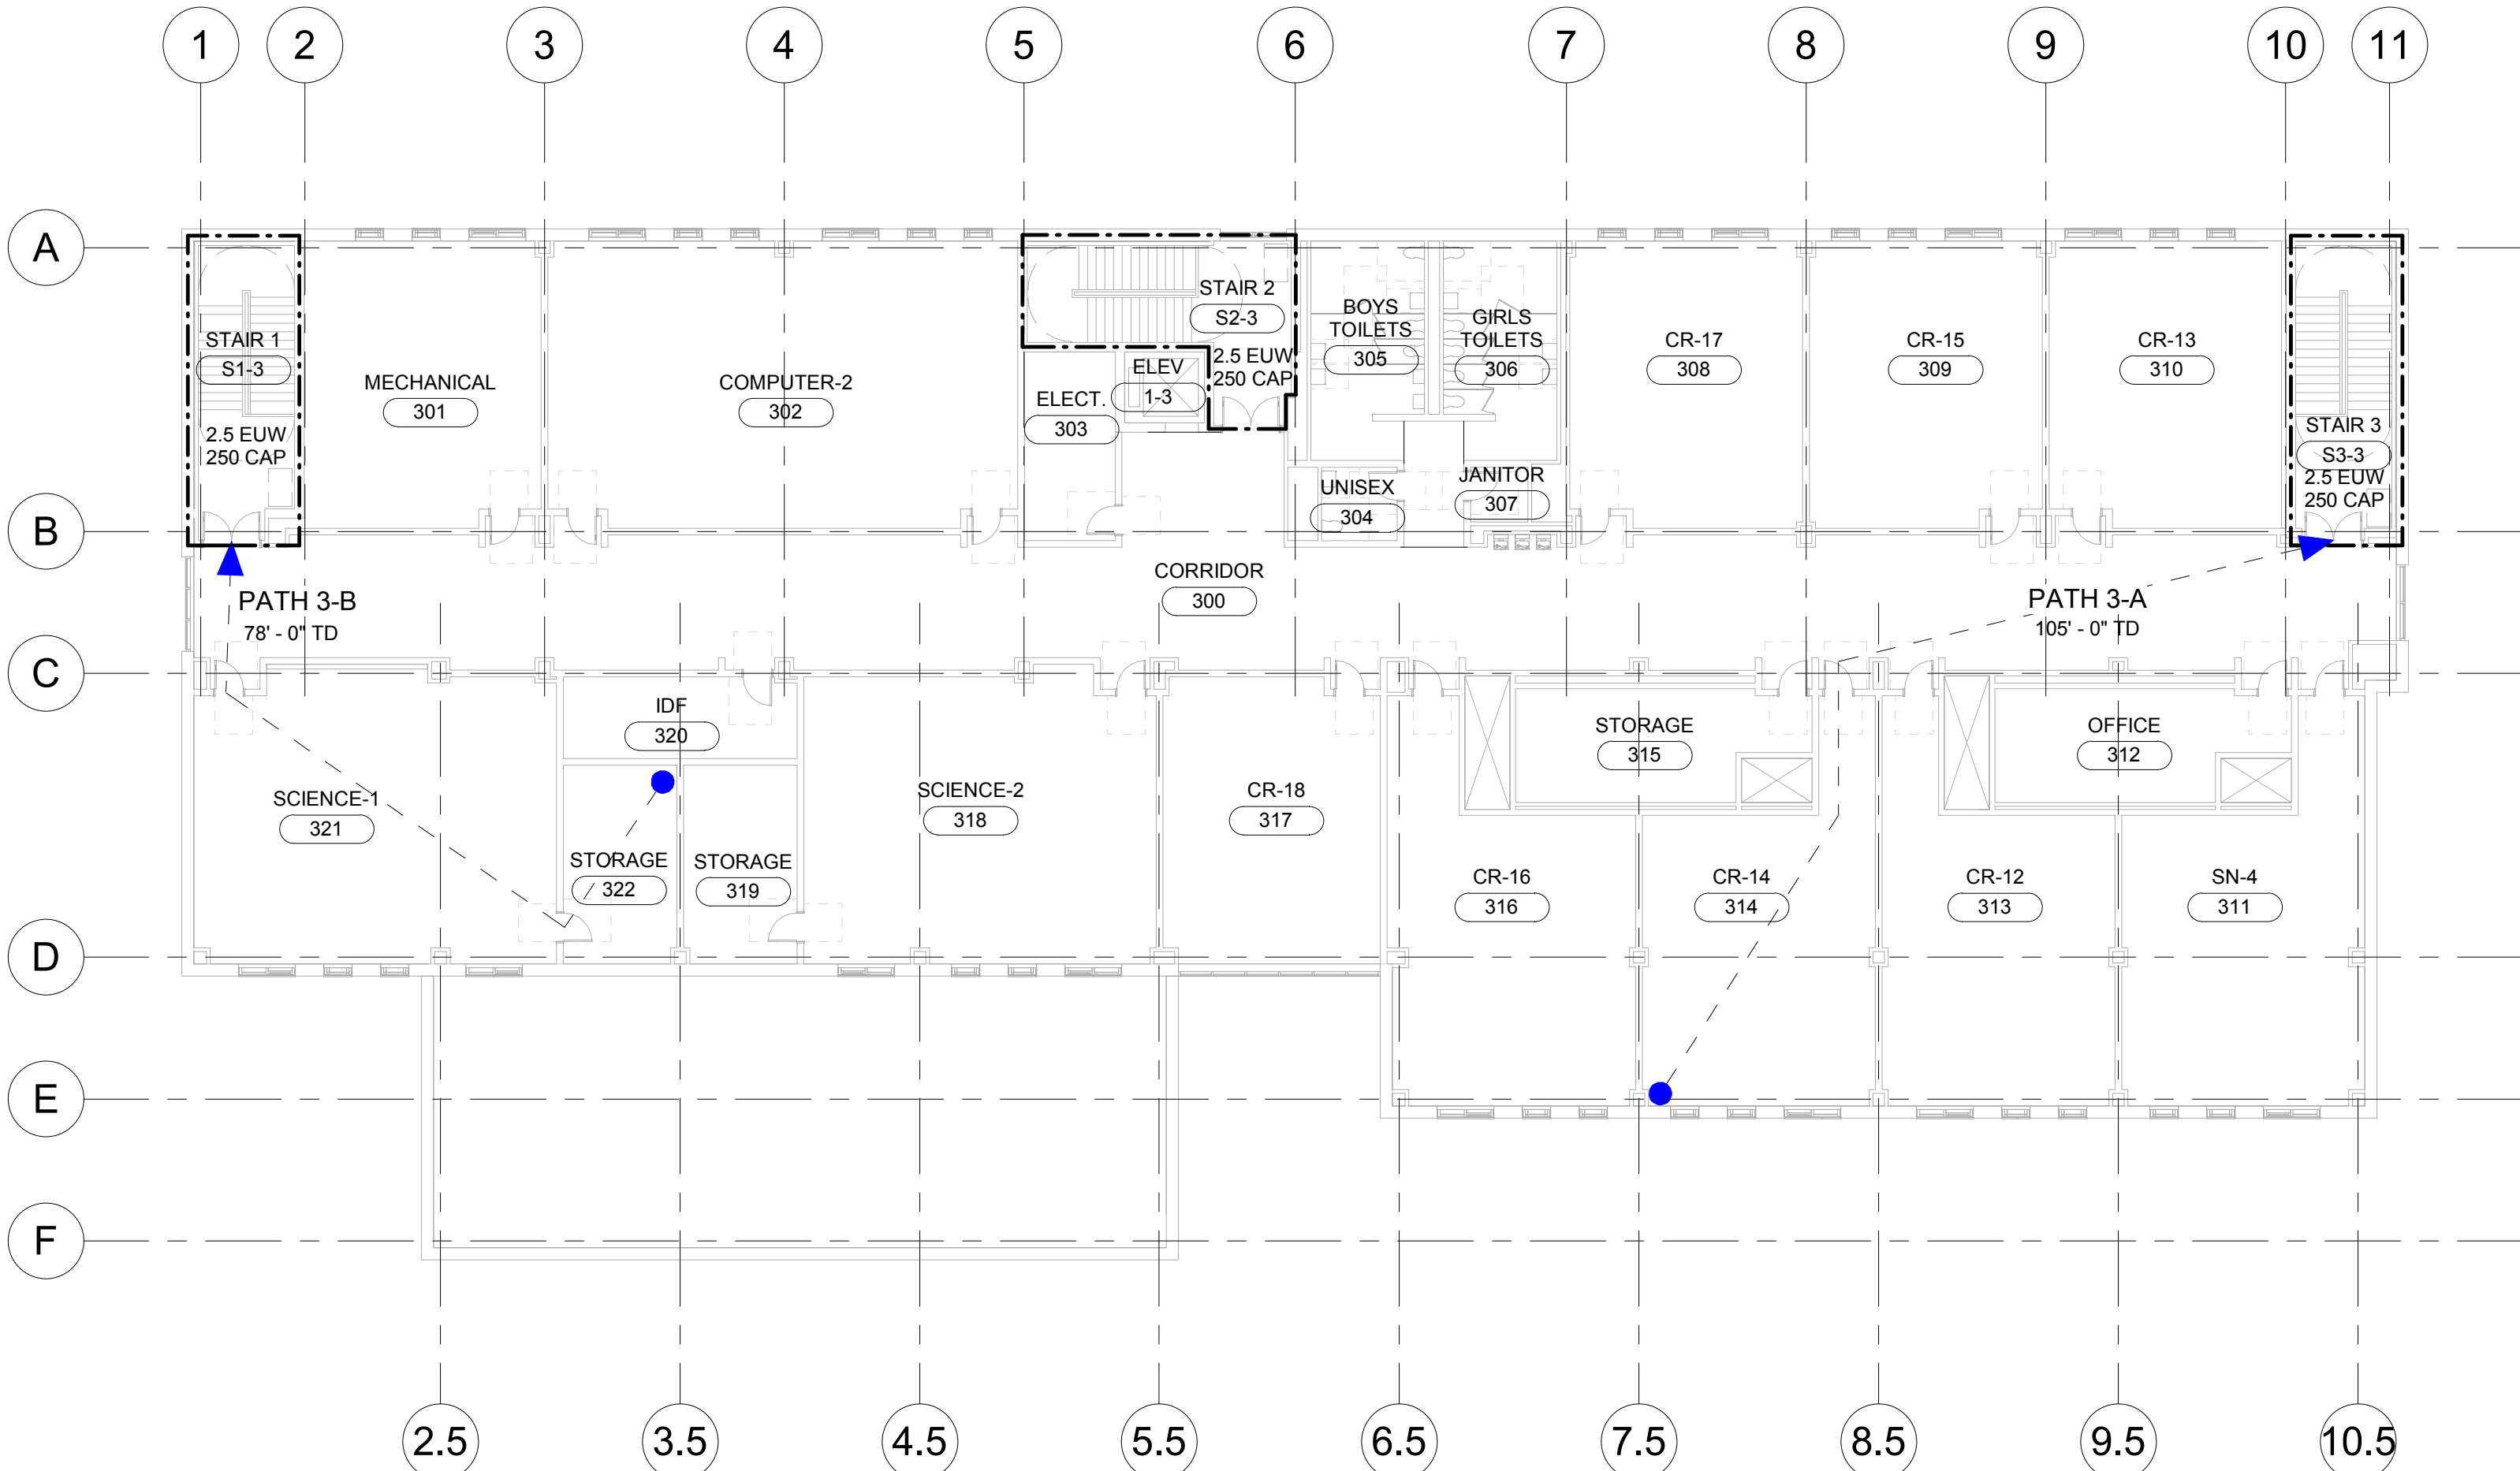 1
2
3
4
5
6
7
8
9
10
11
A
STAIR 1
S1-3
2.5 EUW
250 CAP
MECHANICAL
301
COMPUTER-2
302
STAIR 2
S2-3
2.5 EUW
250 CAP
ELEV
1-3
ELECT.
303
BOYS
TOILETS
305
GIRLS
TOILETS
306
UNISEX
304
JANITOR
307
CR-17
308
CR-15
309
CR-13
310
STAIR 3
S3-3
2.5 EUW
250 CAP
B
CORRIDOR
300
PATH 3-B
78' - 0" TD
PATH 3-A
105' - 0" TD
C
SCIENCE-1
321
IDF
320
STORAGE
322
STORAGE
319
SCIENCE-2
318
CR-18
317
STORAGE
315
OFFICE
312
CR-16
316
CR-14
314
CR-12
313
SN-4
311
D
E
F
2.5
3.5
4.5
5.5
6.5
7.5
8.5
9.5
10.5